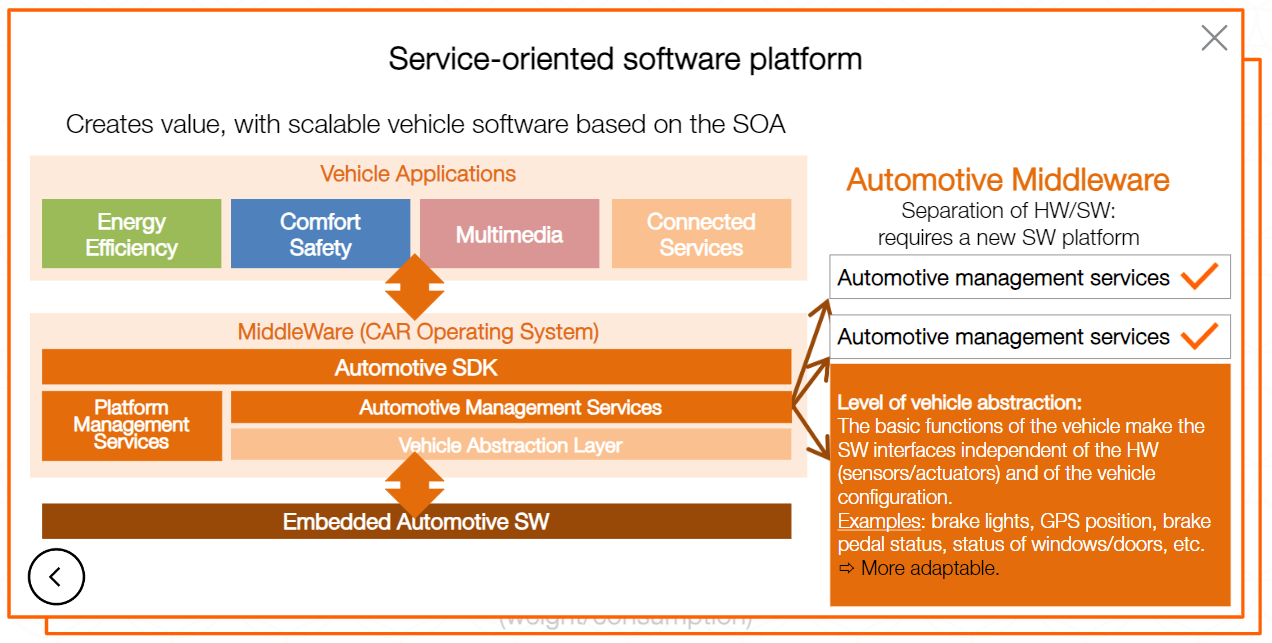 Service-oriented software platform
Creates value, with scalable vehicle software based on the SOA
Vehicle Applications
Energy
Efficiency
Comfort
Safety
Multimedia
Connected
Services
MiddleWare (CAR Operating System)
Automotive SDK
Platform
Management
Services
Automotive Management Services
Vehicle Abstraction Layer
Embedded Automotive SW
Automotive Middleware
Separation of HW/SW:
requires a new SW platform
Automotive management services
Automotive management services
Level of vehicle abstraction:
The basic functions of the vehicle make the
SW interfaces independent of the HW
(sensors/actuators) and of the vehicle
configuration.
Examples: brake lights, GPS position, brake
pedal status, status of windows/doors, etc.
⇨ More adaptable.
(weight/consumption)